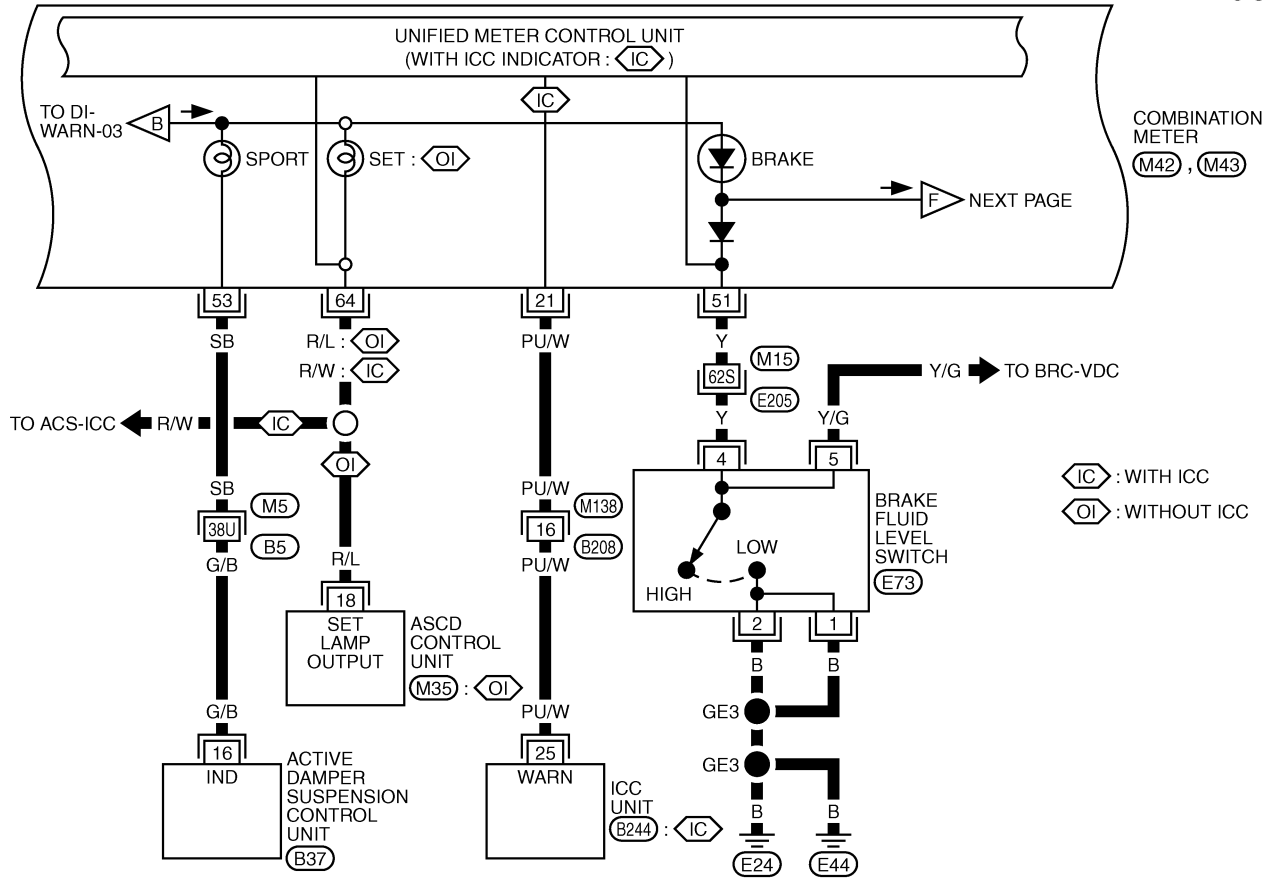 UNIFIED METER CONTROL UNIT
(WITH ICC INDICATOR : IC )
IC
TO DI-
WARN-03
B
SPORT
SET : OI
BRAKE
F
NEXT PAGE
COMBINATION
METER
M42 , M43
53
64
21
51
SB
R/L : OI
R/W : IC
PU/W
Y
62S
M15
E205
Y
Y/G
TO BRC-VDC
Y/G
TO ACS-ICC
R/W
IC
OI
4
5
BRAKE
FLUID
LEVEL
SWITCH
E73
LOW
HIGH
2
1
IC : WITH ICC
OI : WITHOUT ICC
SB
38U
M5
B5
G/B
PU/W
16
M138
B208
PU/W
R/L
18
SET
LAMP
OUTPUT
ASCD
CONTROL
UNIT
M35 : OI
B
B
GE3
GE3
B
B
E24
E44
G/B
16
IND
ACTIVE
DAMPER
SUSPENSION
CONTROL
UNIT
B37
PU/W
25
WARN
ICC
UNIT
B244 : IC